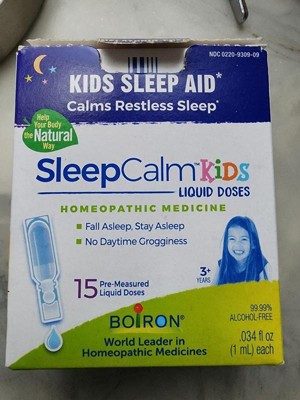 NDC 0220-9309-09
KIDS SLEEP AID*
Calms Restless Sleep*
Help Your Body
the Natural
Way
SleepCalm™ KiDS
LIQUID DOSES
HOMEOPATHIC MEDICINE
Fall Asleep, Stay Asleep
No Daytime Grogginess
3+
YEARS
15 Pre-Measured
Liquid Doses
99.99%
ALCOHOL-FREE
BOIRON®
.034 fl oz
(1 mL) each
World Leader in
Homeopathic Medicines